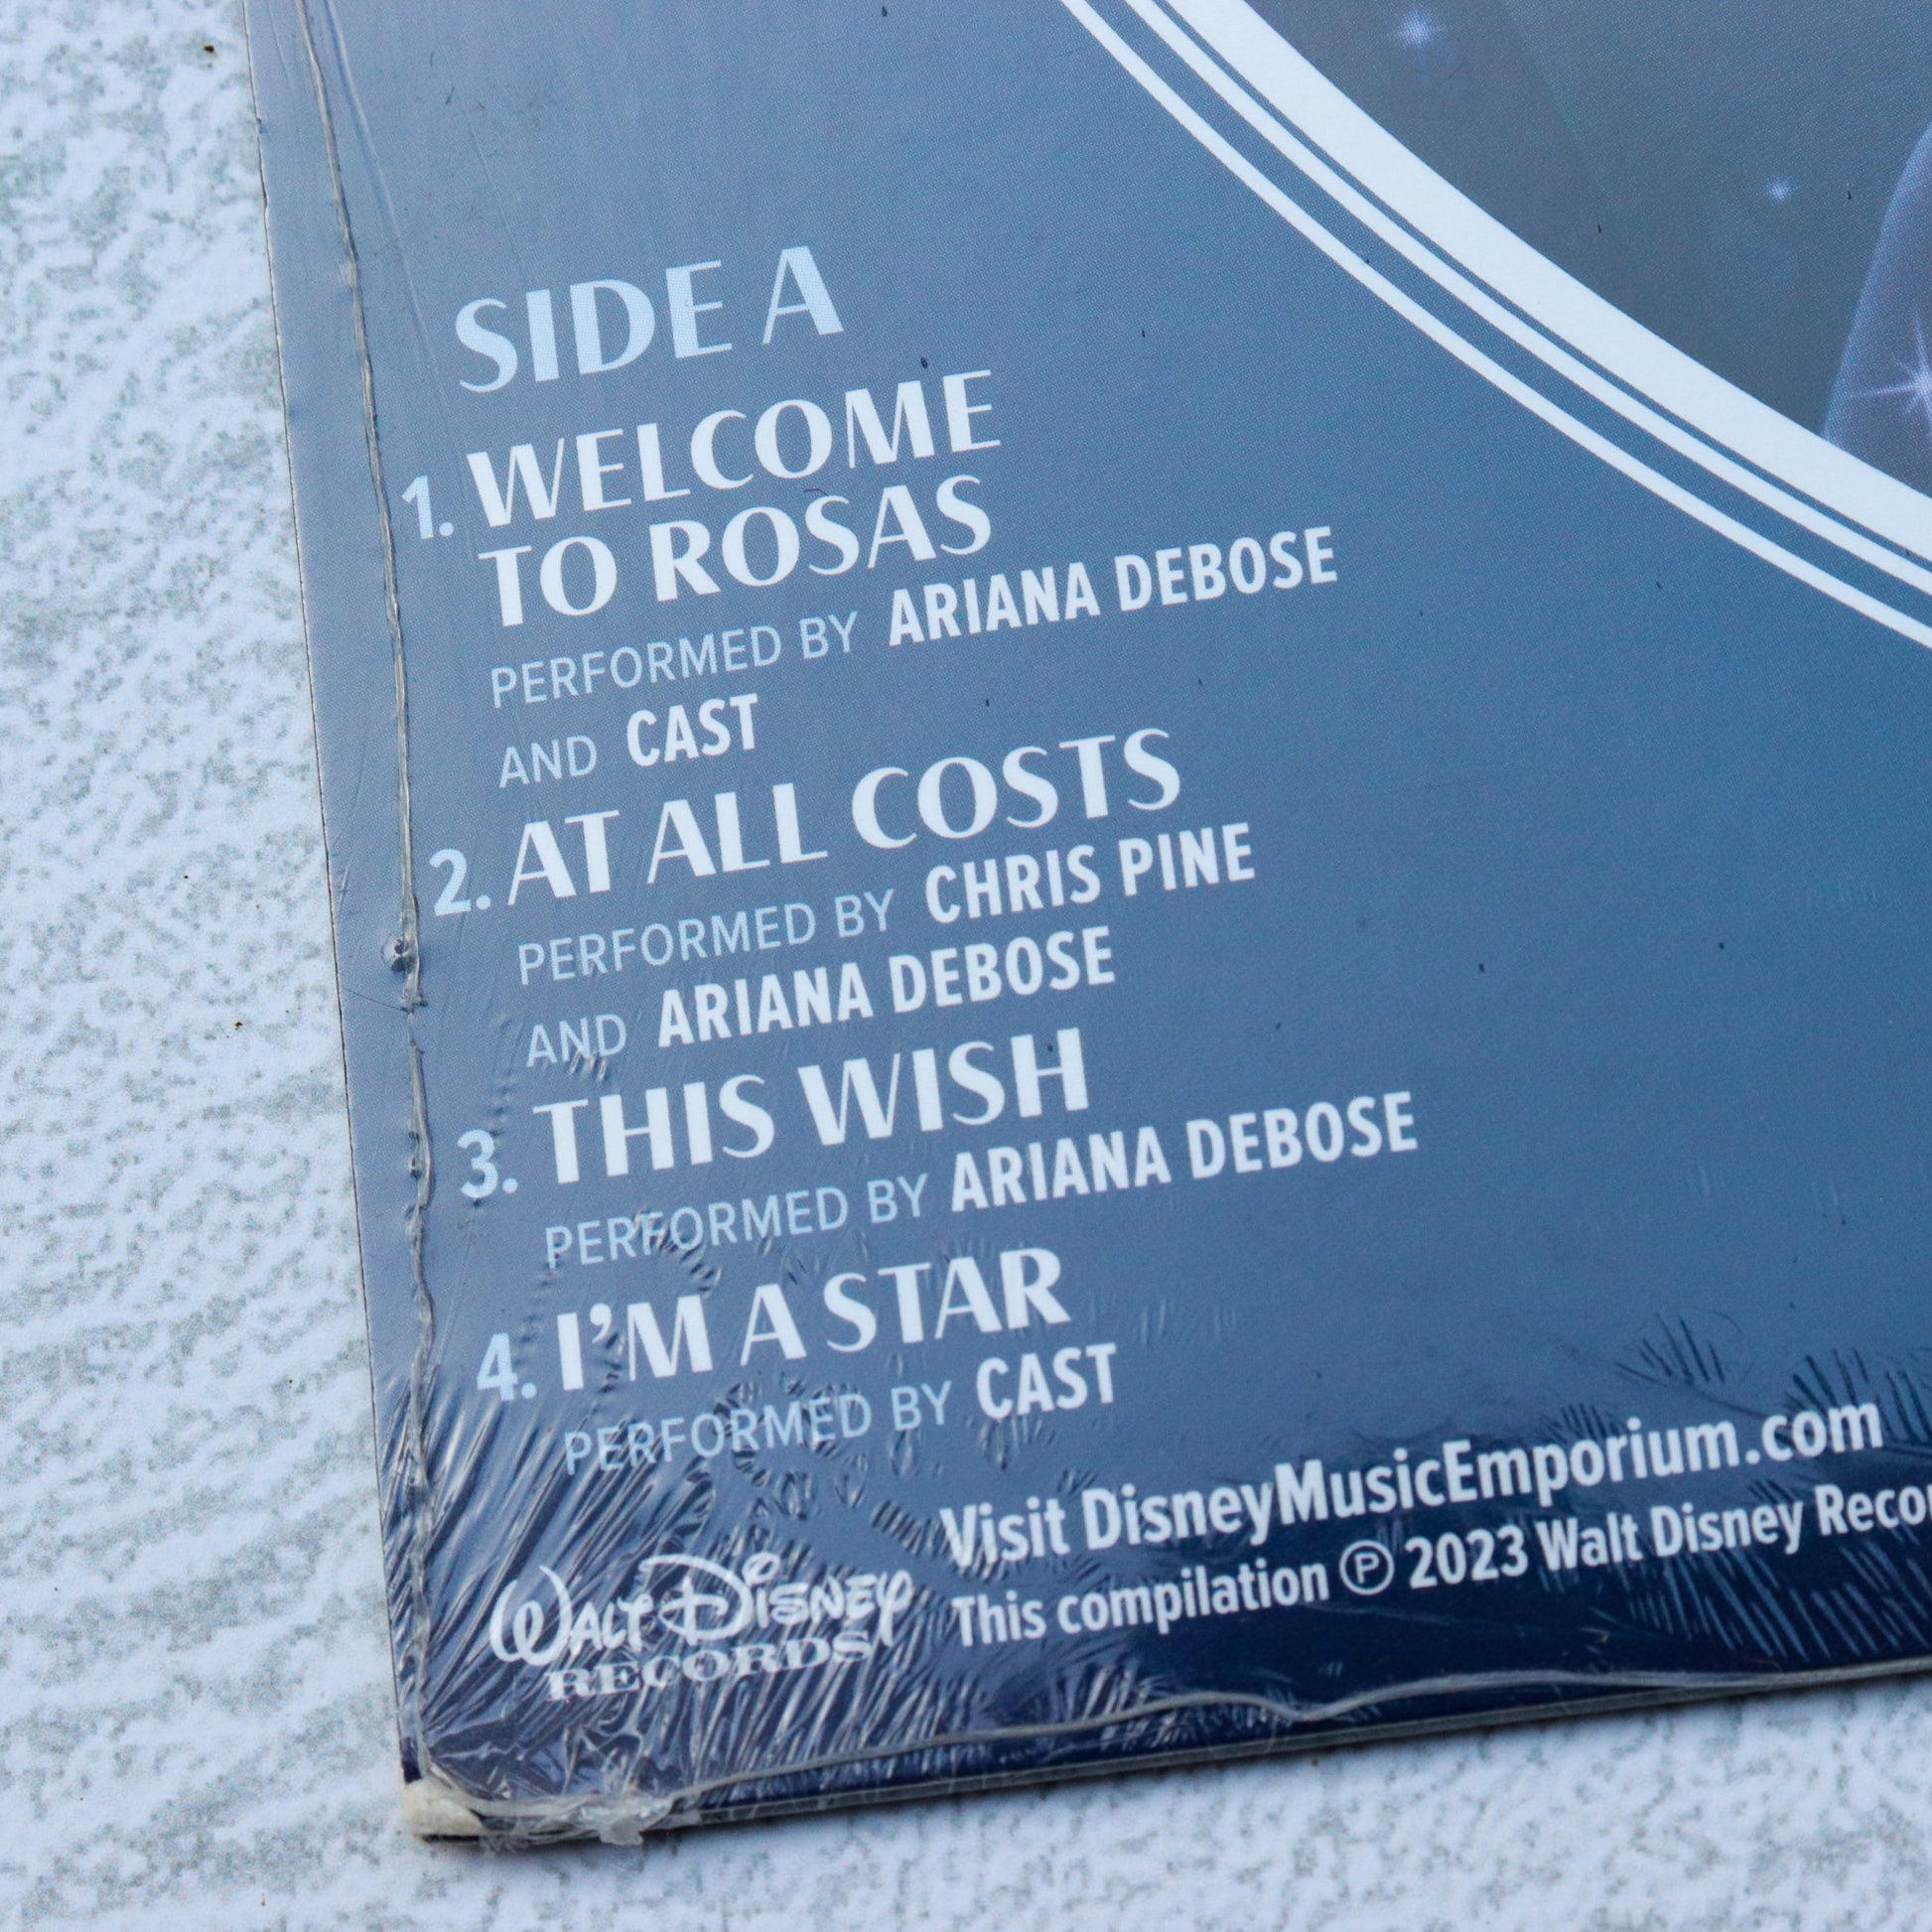 SIDE A
1. WELCOME
TO ROSAS
PERFORMED BY ARIANA DEBOSE
AND CAST
2. AT ALL COSTS
PERFORMED BY CHRIS PINE
AND ARIANA DEBOSE
3. THIS WISH
PERFORMED BY ARIANA DEBOSE
4. I'M A STAR
PERFORMED BY CAST
WALT DISNEY
RECORDS
Visit DisneyMusicEmporium.com
This compilation ℗ 2023 Walt Disney